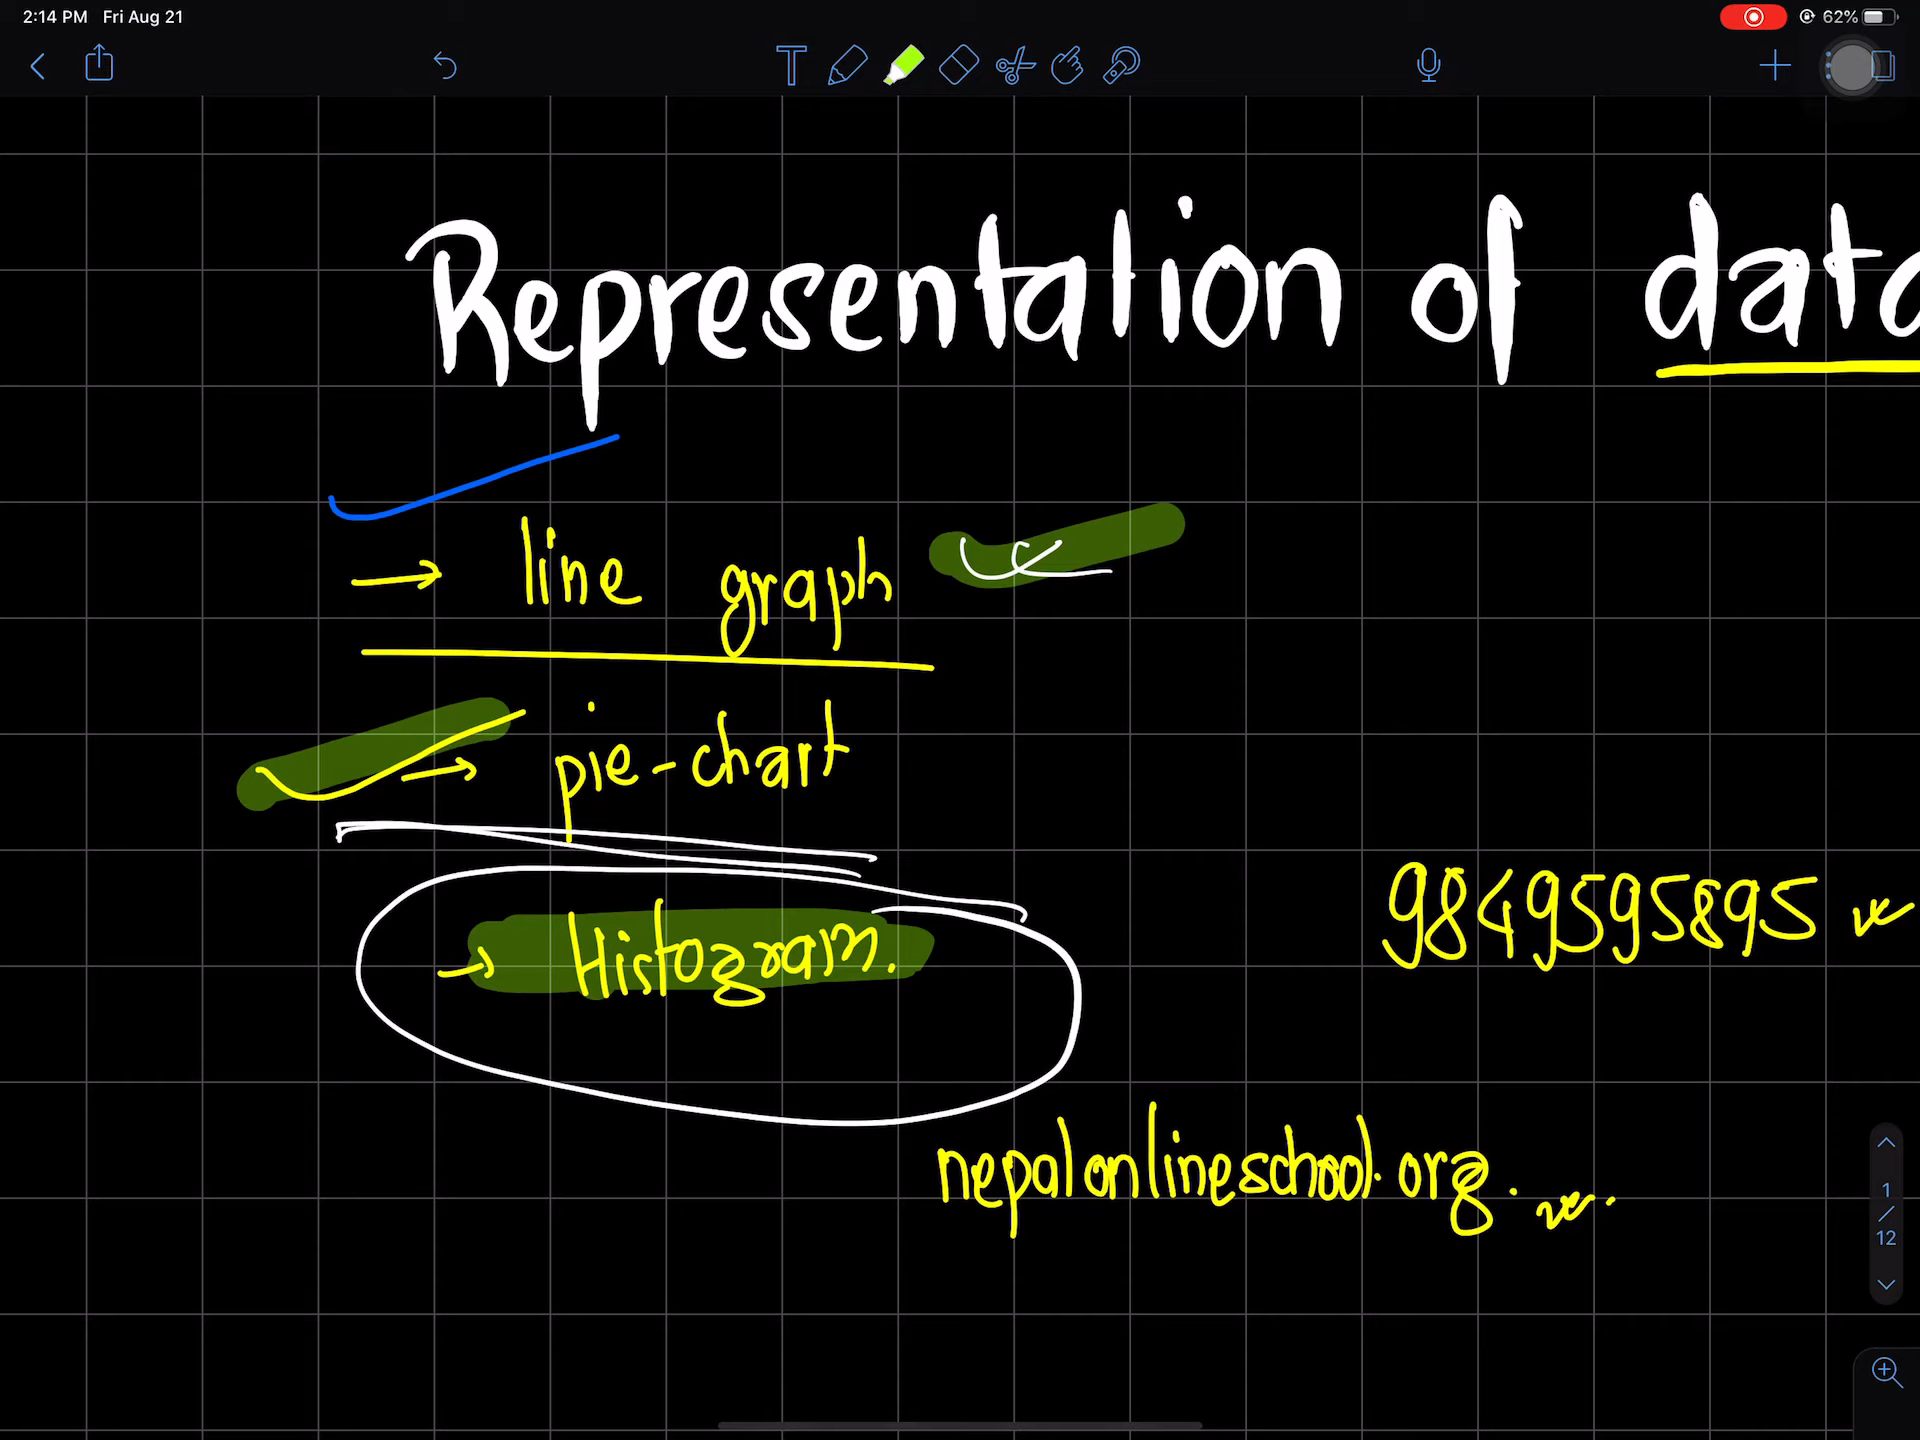 2:14 PM Fri Aug 21
62%
Representation of data
→ line graph
→ pie-chart
→ Histogram.
9849595895
nepalonlineschool.org.
1
/
12